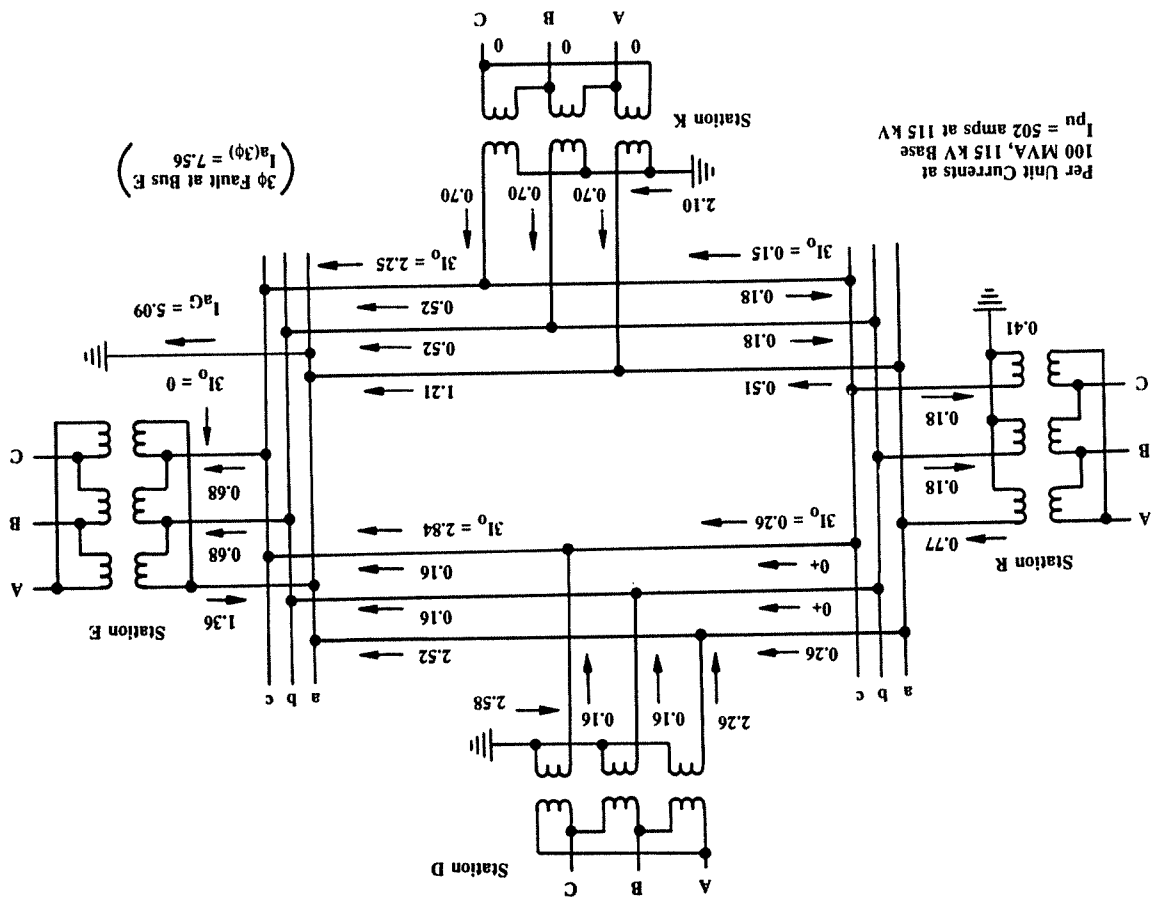 A B C
Station D
2.26 0.16 0.16 2.58
a b c
a b c
0.26
2.52
Station E
1.36
A
0+
0.16
Station R
0.77
0+
0.16
A
3I₀ = 0.26
3I₀ = 2.84
0.68
B
B
0.18
0.68
C
C
0.18
0.51
1.21
3I₀ = 0
0.41
0.18
0.52
I_aG = 5.09
0.18
0.52
3I₀ = 0.15
3I₀ = 2.25
2.10
0.70 0.70 0.70
Per Unit Currents at
100 MVA, 115 kV Base
I_pu = 502 amps at 115 kV
(3ϕ Fault at Bus E
I_a(3ϕ) = 7.56)
Station K
0 0 0
A B C